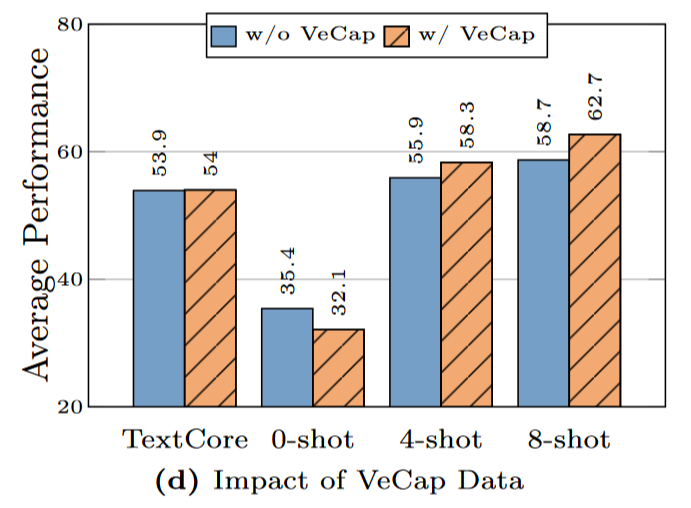 w/o VeCap w/ VeCap
80
60
40
20
Average Performance
53.9 54 35.4 32.1 55.9 58.3 58.7 62.7
TextCore 0-shot 4-shot 8-shot
(d) Impact of VeCap Data